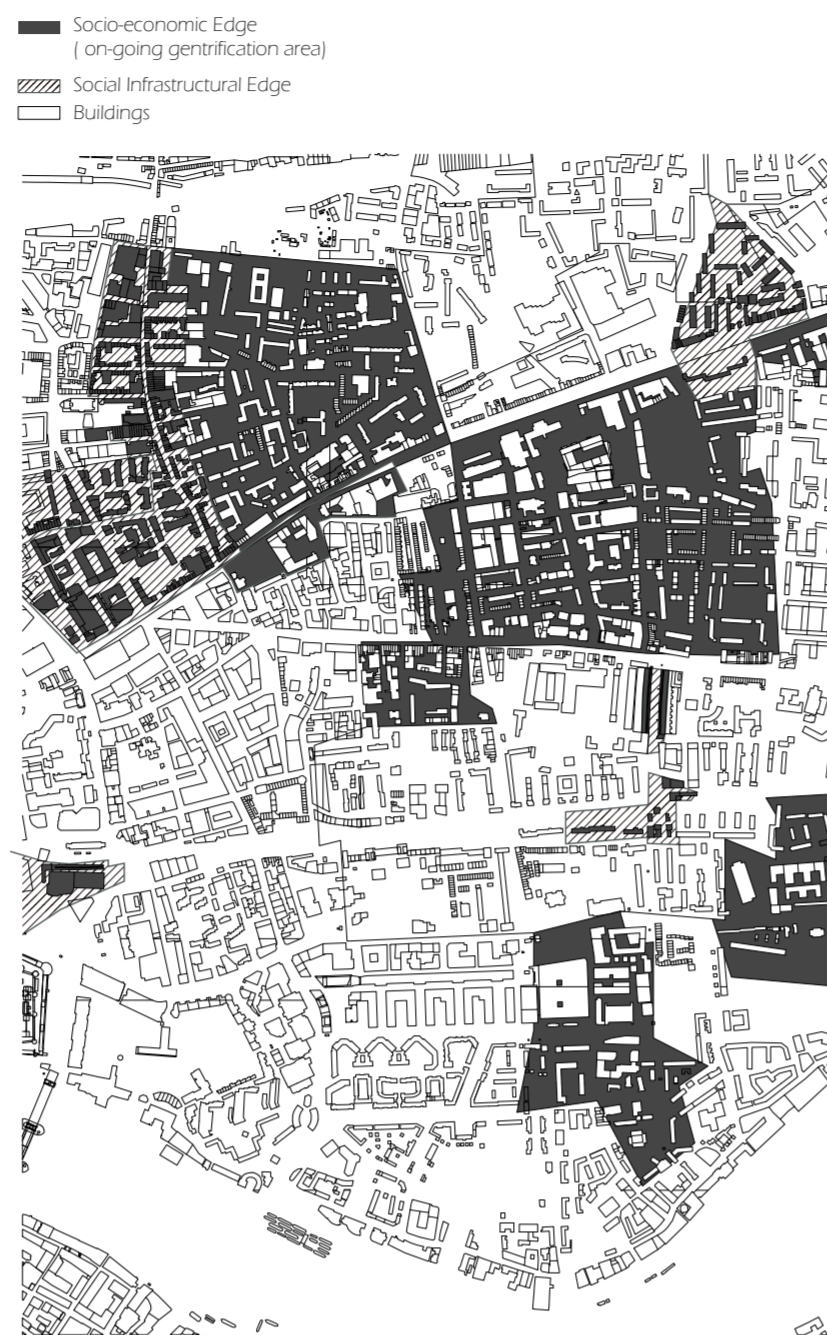 Socio-economic Edge
( on-going gentrification area)
Social Infrastructural Edge
Buildings